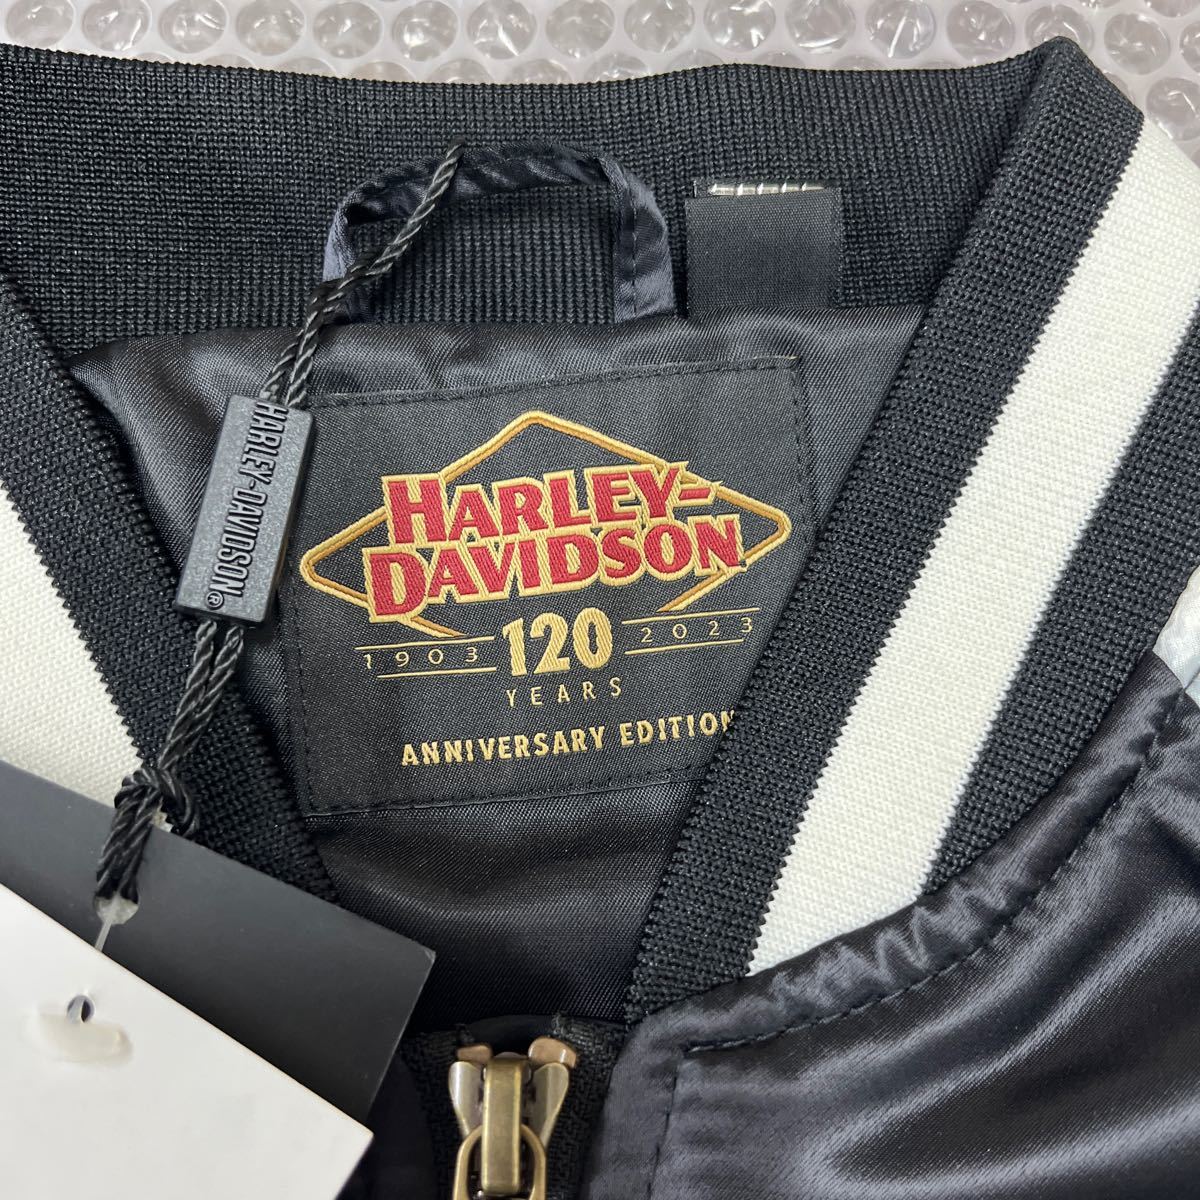 HARLEY-DAVIDSON®
HARLEY-
DAVIDSON
1903 120 2023
YEARS
ANNIVERSARY EDITION